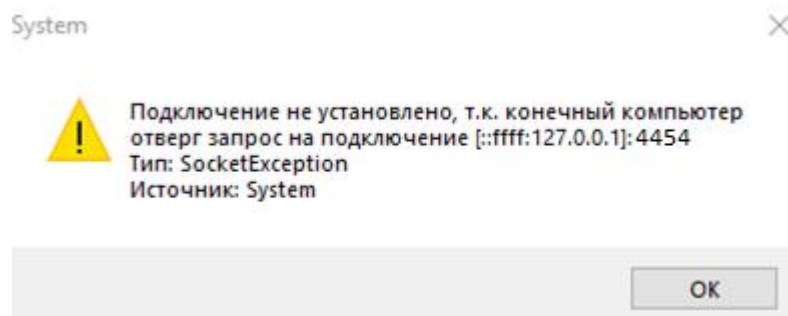 System
Подключение не установлено, т.к. конечный компьютер
отверг запрос на подключение [::ffff:127.0.0.1]:4454
Тип: SocketException
Источник: System
OK